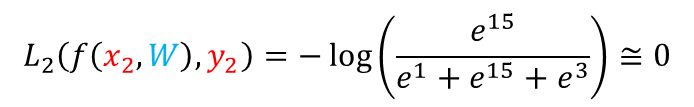 L₂(f(x₂,W),y₂) = −log(e¹⁵ / (e¹ + e¹⁵ + e³)) ≅ 0